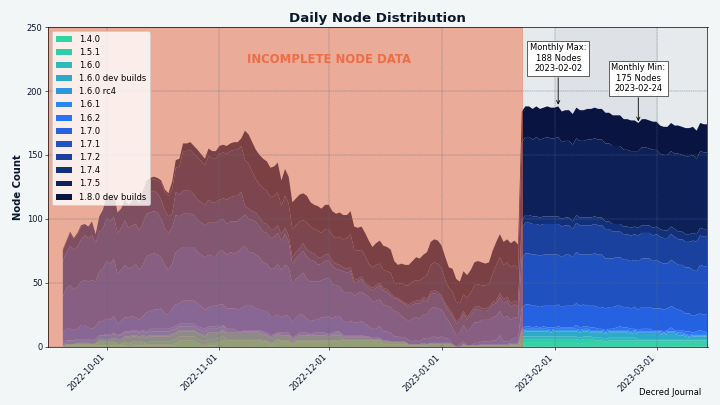 Daily Node Distribution
250
200
150
100
50
0
Node Count
1.4.0
1.5.1
1.6.0
1.6.0 dev builds
1.6.0 rc4
1.6.1
1.6.2
1.7.0
1.7.1
1.7.2
1.7.4
1.7.5
1.8.0 dev builds
INCOMPLETE NODE DATA
Monthly Max:
188 Nodes
2023-02-02
Monthly Min:
175 Nodes
2023-02-24
2022-10-01
2022-11-01
2022-12-01
2023-01-01
2023-02-01
2023-03-01
Decred Journal